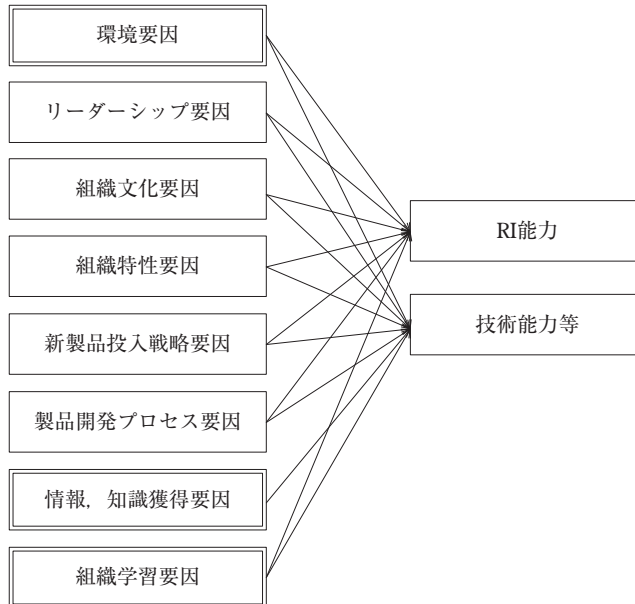 環境要因
リーダーシップ要因
組織文化要因
組織特性要因
新製品投入戦略要因
製品開発プロセス要因
情報，知識獲得要因
組織学習要因
RI能力
技術能力等